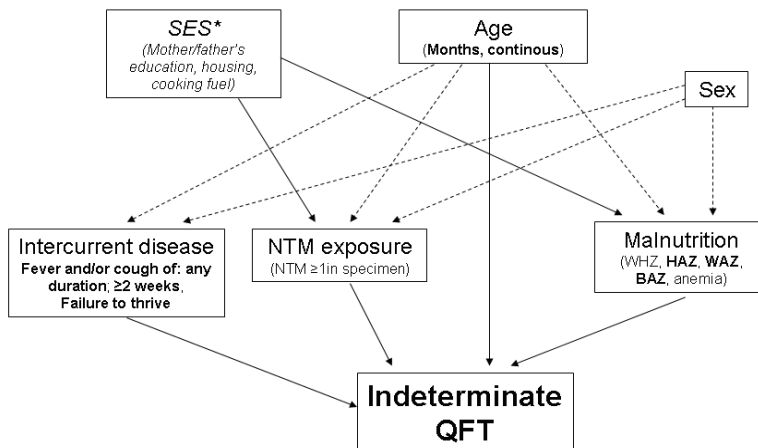 SES*
(Mother/father's
education, housing,
cooking fuel)
Age
(Months, continous)
Sex
Intercurrent disease
Fever and/or cough of: any
duration; ≥2 weeks,
Failure to thrive
NTM exposure
(NTM ≥1in specimen)
Malnutrition
(WHZ, HAZ, WAZ,
BAZ, anemia)
Indeterminate
QFT